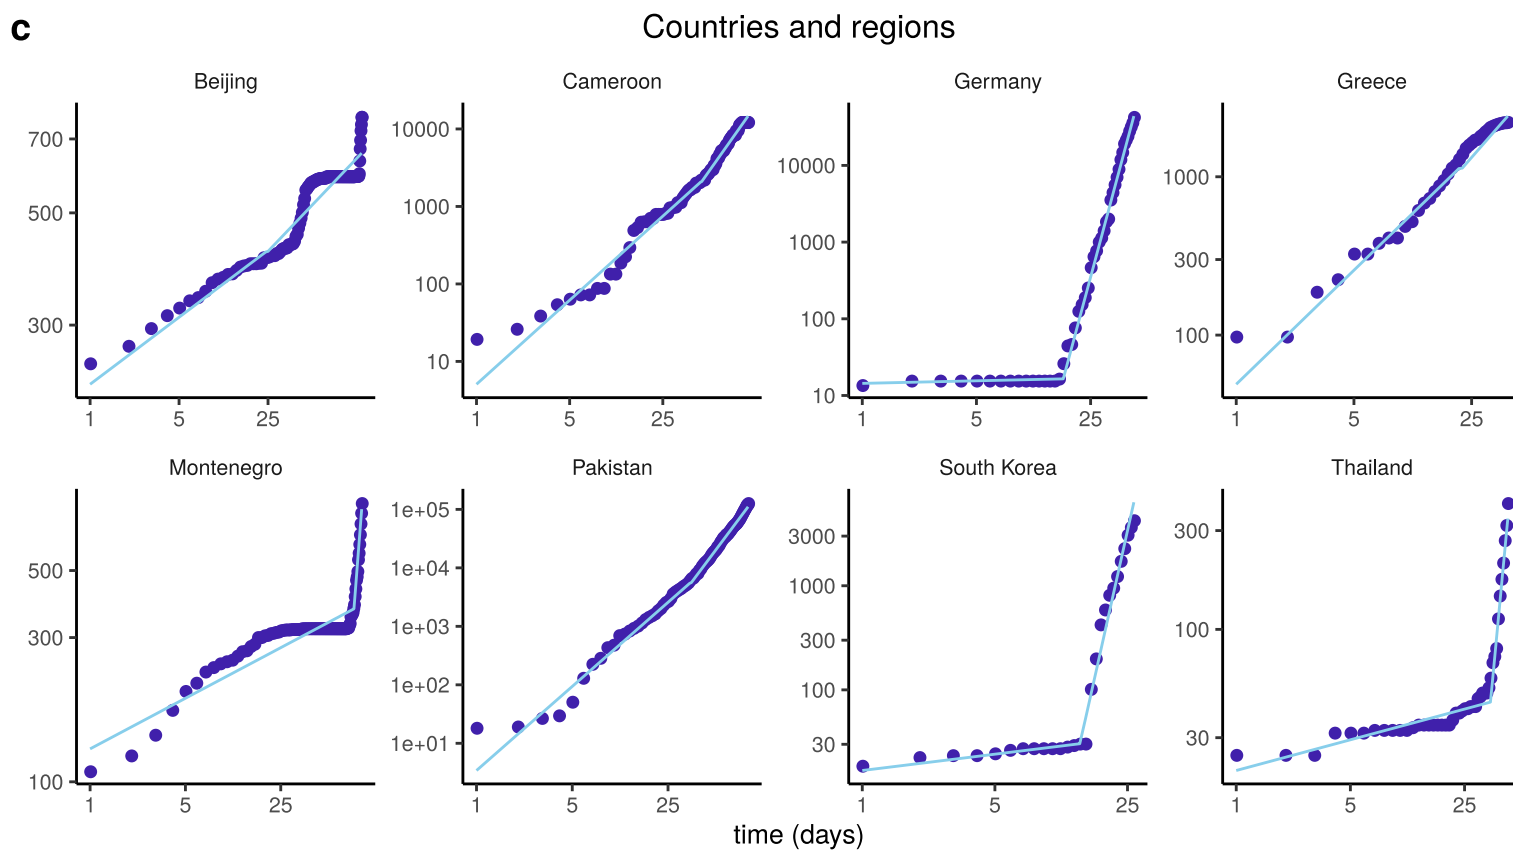 c
Countries and regions
Beijing
Cameroon
Germany
Greece
700
500
300
1 5 25
10000
1000
100
10
1 5 25
10000
1000
100
10
1 5 25
1000
300
100
1 5 25
Montenegro
Pakistan
South Korea
Thailand
500
300
100
1 5 25
1e+05
1e+04
1e+03
1e+02
1e+01
1 5 25
3000
1000
300
100
30
1 5 25
300
100
30
1 5 25
time (days)